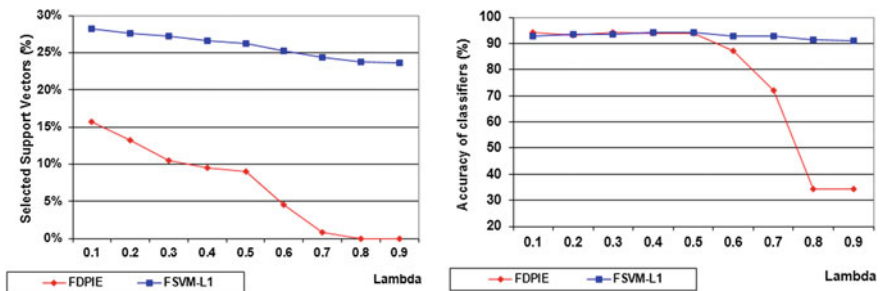 Selected Support Vectors (%)
30%
25%
20%
15%
10%
5%
0%
0.1 0.2 0.3 0.4 0.5 0.6 0.7 0.8 0.9
FDPIE FSVM-L1
Lambda
Accuracy of classifiers (%)
100
90
80
70
60
50
40
30
20
0.1 0.2 0.3 0.4 0.5 0.6 0.7 0.8 0.9
FDPIE FSVM-L1
Lambda